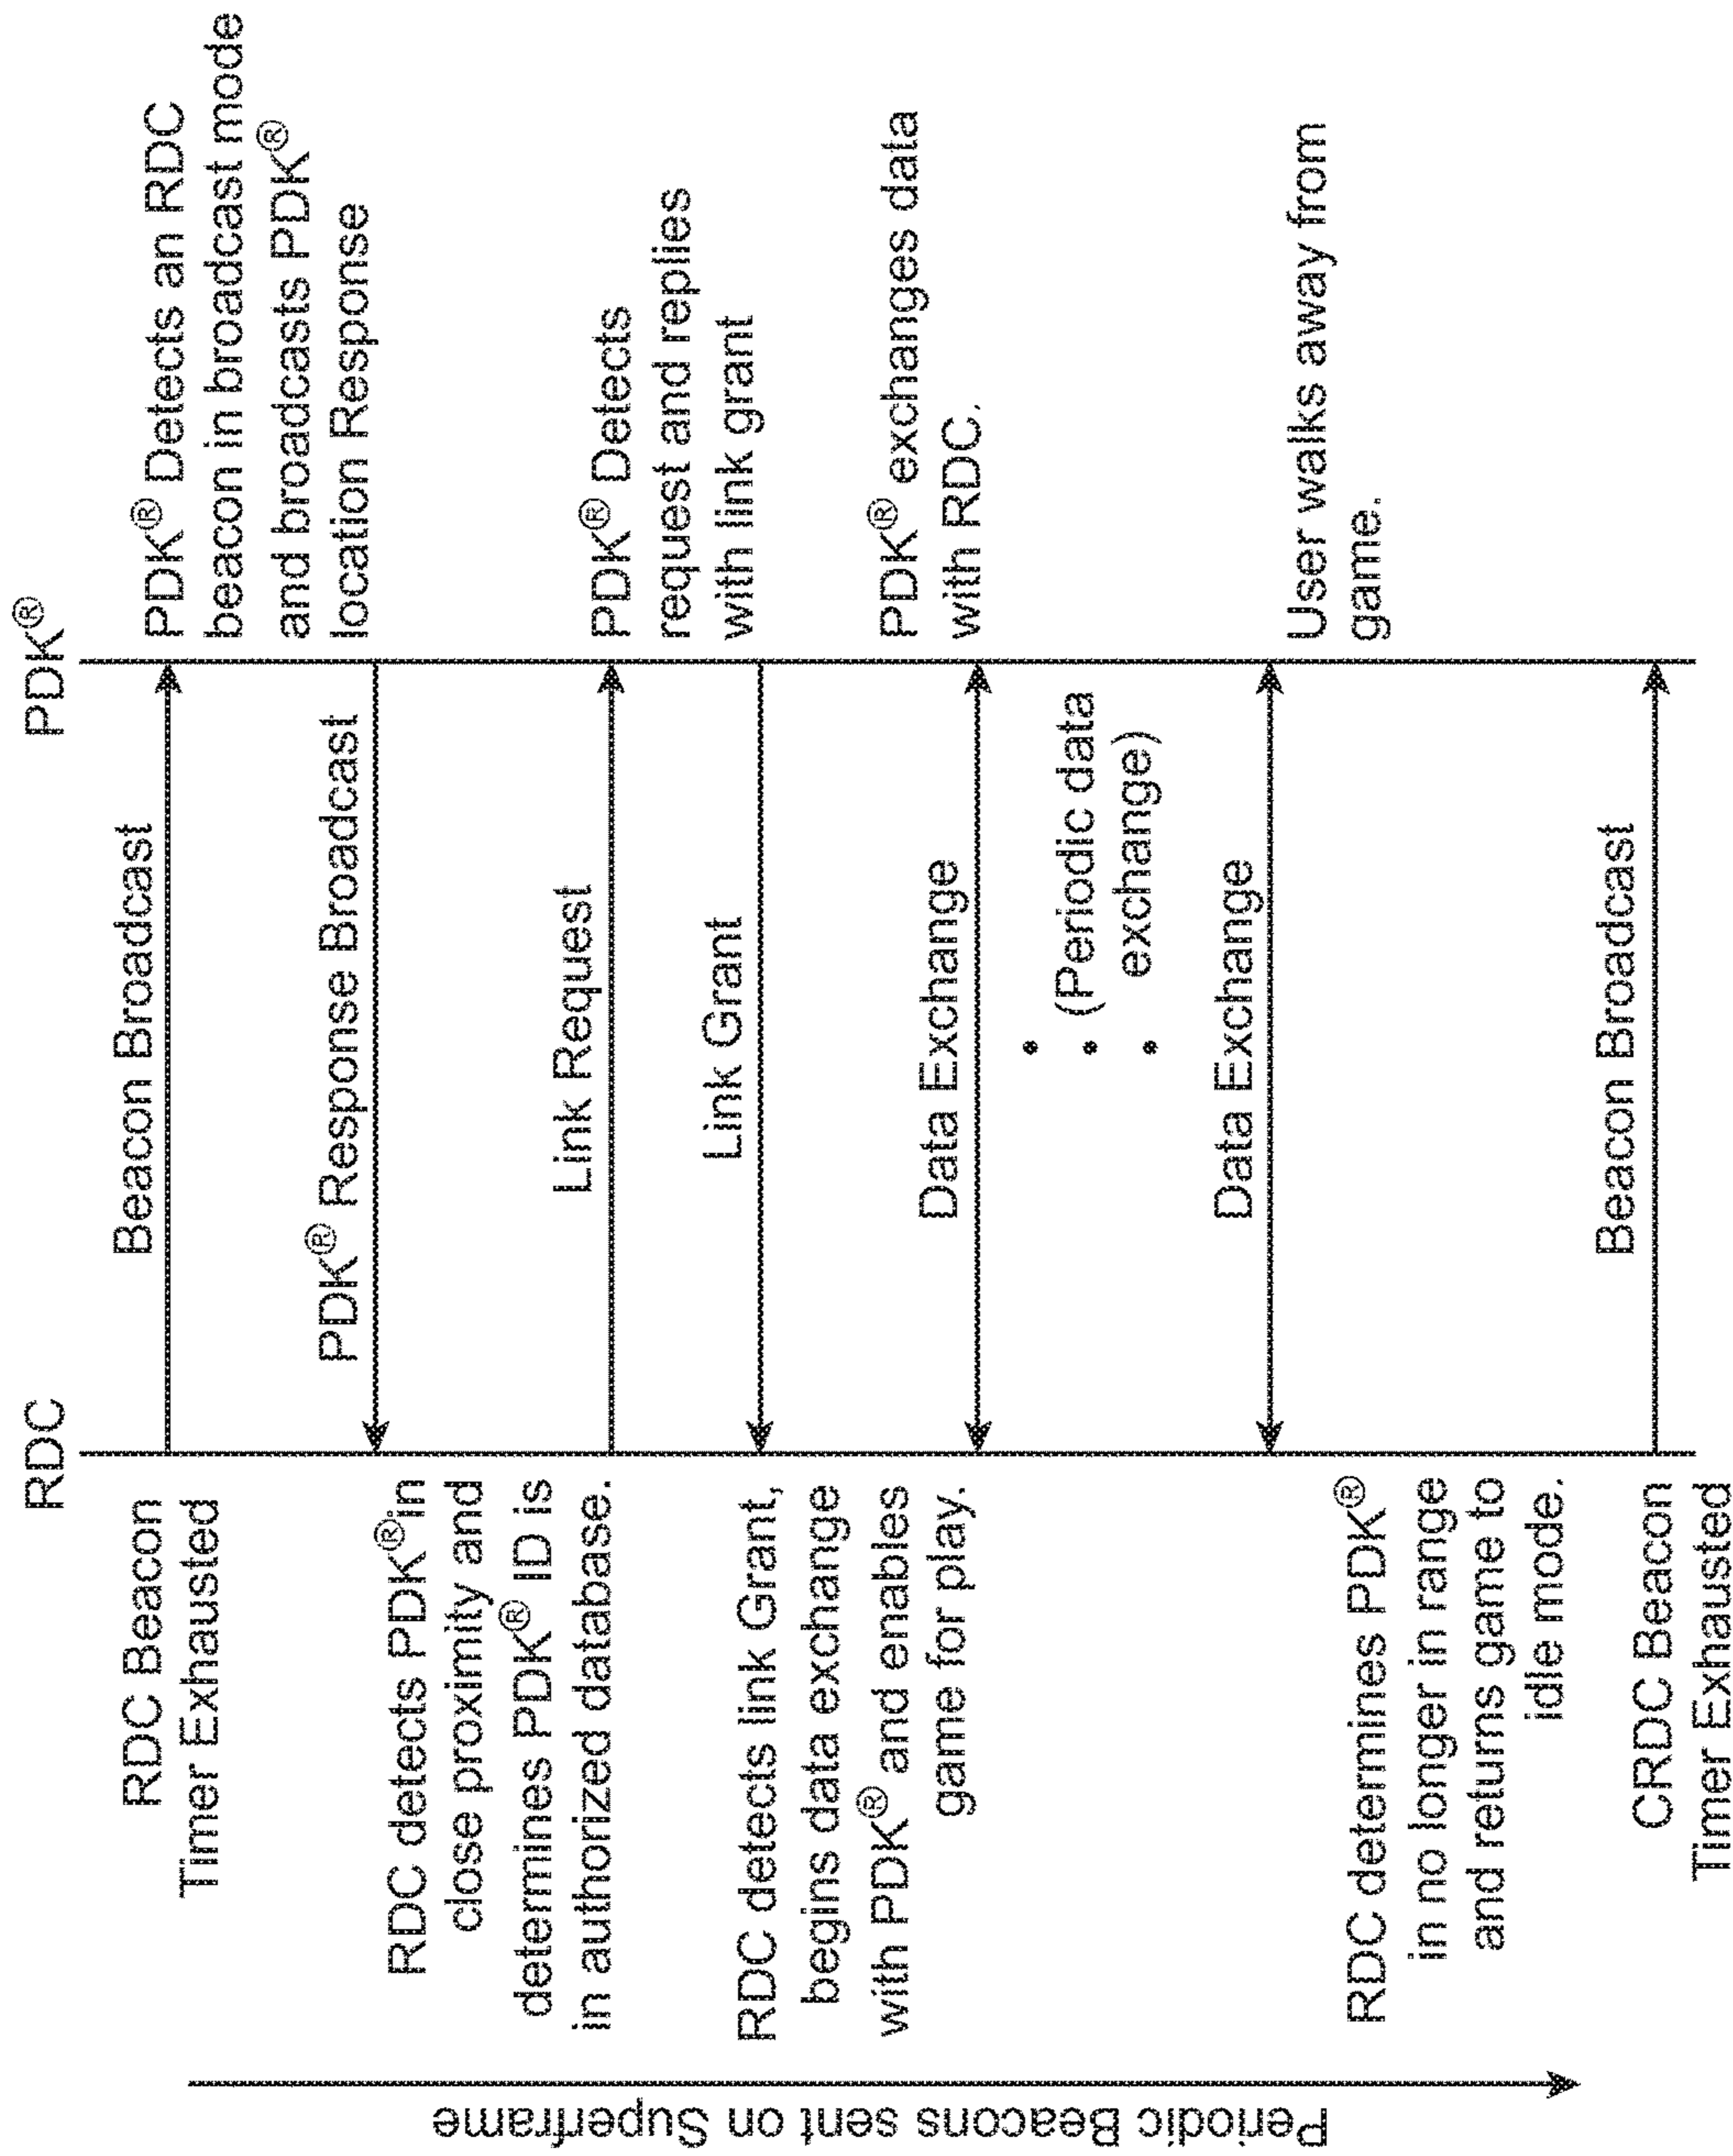 RDC
PDK®
RDC Beacon
Timer Exhausted
Beacon Broadcast
PDK® Detects an RDC
beacon in broadcast mode
and broadcasts PDK®
location Response
PDK® Response Broadcast
RDC detects PDK® in
close proximity and
determines PDK® ID is
in authorized database.
Link Request
PDK® Detects
request and replies
with link grant
Link Grant
RDC detects link Grant,
begins data exchange
with PDK® and enables
game for play.
Data Exchange
PDK® exchanges data
with RDC.
(Periodic data
exchange)
Data Exchange
User walks away from
game.
RDC determines PDK®
in no longer in range
and returns game to
idle mode.
CRDC Beacon
Timer Exhausted
Beacon Broadcast
Periodic Beacons sent on Superframe